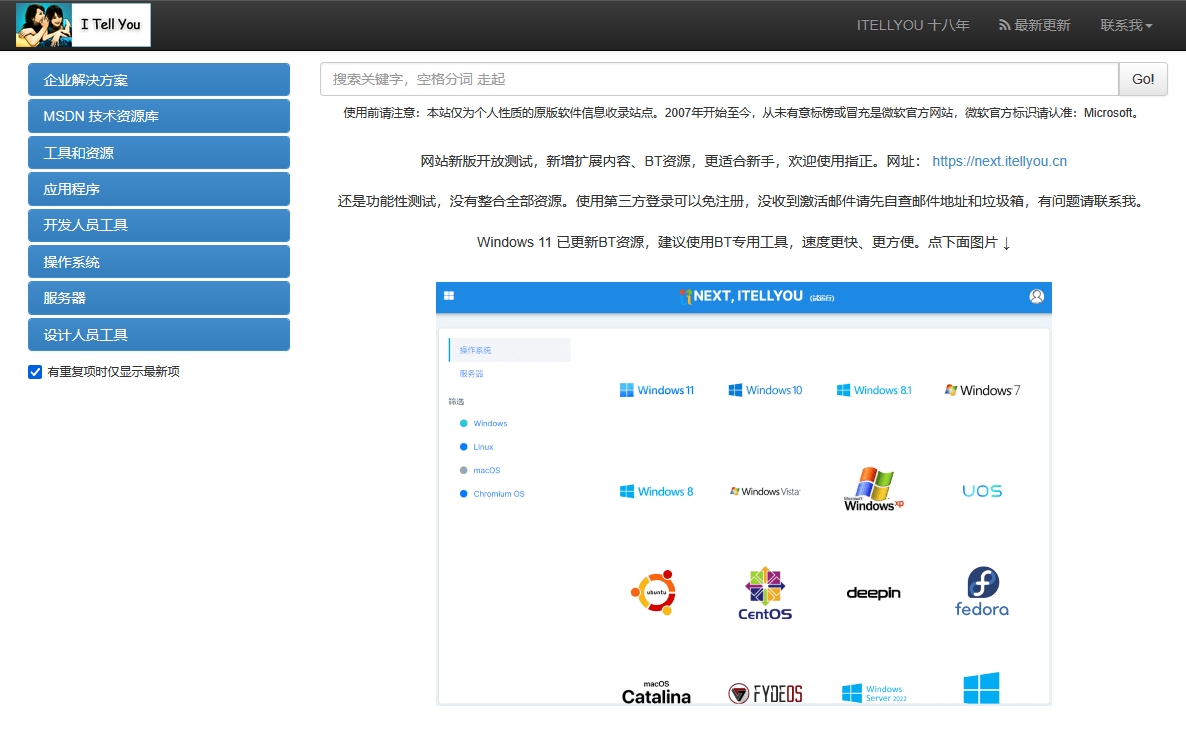 I Tell You
ITELLYOU 十八年
最新更新
联系我
企业解决方案
MSDN 技术资源库
工具和资源
应用程序
开发人员工具
操作系统
服务器
设计人员工具
有重复项时仅显示最新项
搜索关键字，空格分词 走起
Go!
使用前请注意：本站仅为个人性质的原版软件信息收录站点。2007年开始至今，从未有意标榜或冒充是微软官方网站，微软官方标识请认准：Microsoft。
网站新版开放测试，新增扩展内容、BT资源，更适合新手，欢迎使用指正。网址： https://next.itellyou.cn
还是功能性测试，没有整合全部资源。使用第三方登录可以免注册，没收到激活邮件请先自查邮件地址和垃圾箱，有问题请联系我。
Windows 11 已更新BT资源，建议使用BT专用工具，速度更快、更方便。点下面图片 ↓
NEXT, ITELLYOU (试运行)
操作系统
服务器
筛选
Windows
Linux
macOS
Chromium OS
Windows 11
Windows 10
Windows 8.1
Windows 7
Windows 8
Windows Vista
Microsoft
Windows xp
UOS
ubuntu
CentOS
deepin
fedora
macOS
Catalina
FYDEOS
Windows
Server 2022